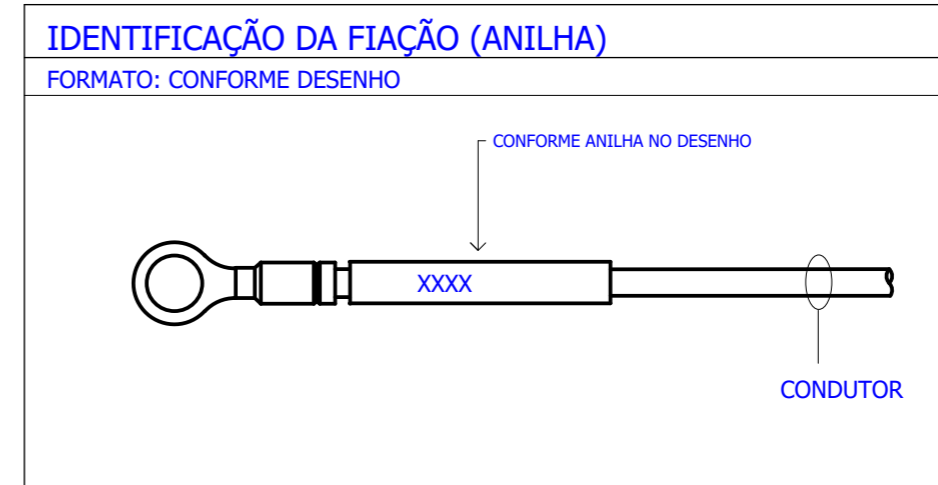 IDENTIFICAÇÃO DA FIAÇÃO (ANILHA)
FORMATO: CONFORME DESENHO
CONFORME ANILHA NO DESENHO
XXXX
CONDUTOR